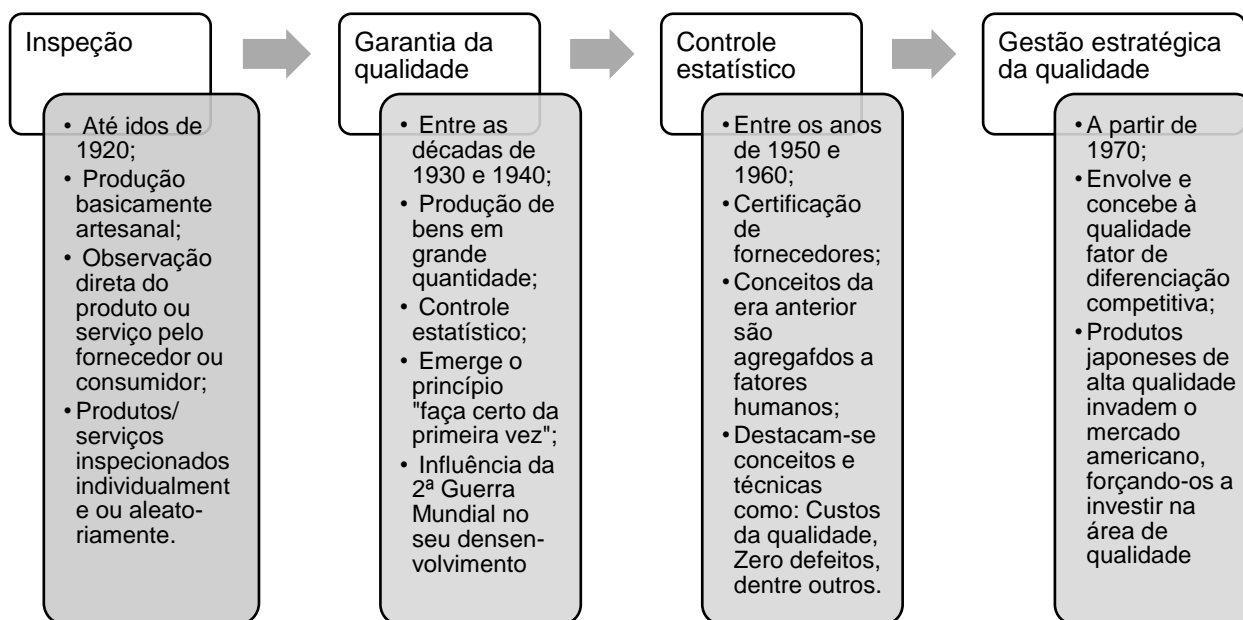 Inspeção
• Até idos de
1920;
• Produção
basicamente
artesanal;
• Observação
direta do
produto ou
serviço pelo
fornecedor ou
consumidor;
• Produtos/
serviços
inspecionados
individualment
e ou aleato-
riamente.
Garantia da
qualidade
• Entre as
décadas de
1930 e 1940;
• Produção de
bens em
grande
quantidade;
• Controle
estatístico;
• Emerge o
princípio
"faça certo da
primeira vez";
• Influência da
2ª Guerra
Mundial no
seu densen-
volvimento
Controle
estatístico
• Entre os anos
de 1950 e
1960;
• Certificação
de
fornecedores;
• Conceitos da
era anterior
são
agregafdos a
fatores
humanos;
• Destacam-se
conceitos e
técnicas
como: Custos
da qualidade,
Zero defeitos,
dentre outros.
Gestão estratégica
da qualidade
• A partir de
1970;
• Envolve e
concebe à
qualidade
fator de
diferenciação
competitiva;
• Produtos
japoneses de
alta qualidade
invadem o
mercado
americano,
forçando-os a
investir na
área de
qualidade